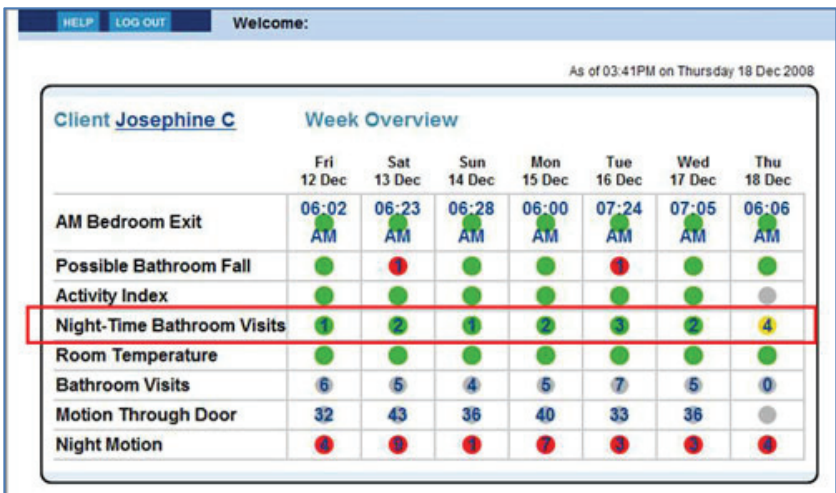 HELP LOG OUT Welcome:
As of 03:41PM on Thursday 18 Dec 2008
Client Josephine C Week Overview
Fri Sat Sun Mon Tue Wed Thu
12 Dec 13 Dec 14 Dec 15 Dec 16 Dec 17 Dec 18 Dec
06:02 06:23 06:28 06:00 07:24 07:05 06:06
AM Bedroom Exit
AM AM AM AM AM AM AM
Possible Bathroom Fall 1 1
Activity Index
Night-Time Bathroom Visits 1 2 1 2 3 2 4
Room Temperature
Bathroom Visits 6 5 4 5 7 5 0
Motion Through Door 32 43 36 40 33 36
Night Motion 4 9 1 7 3 3 4